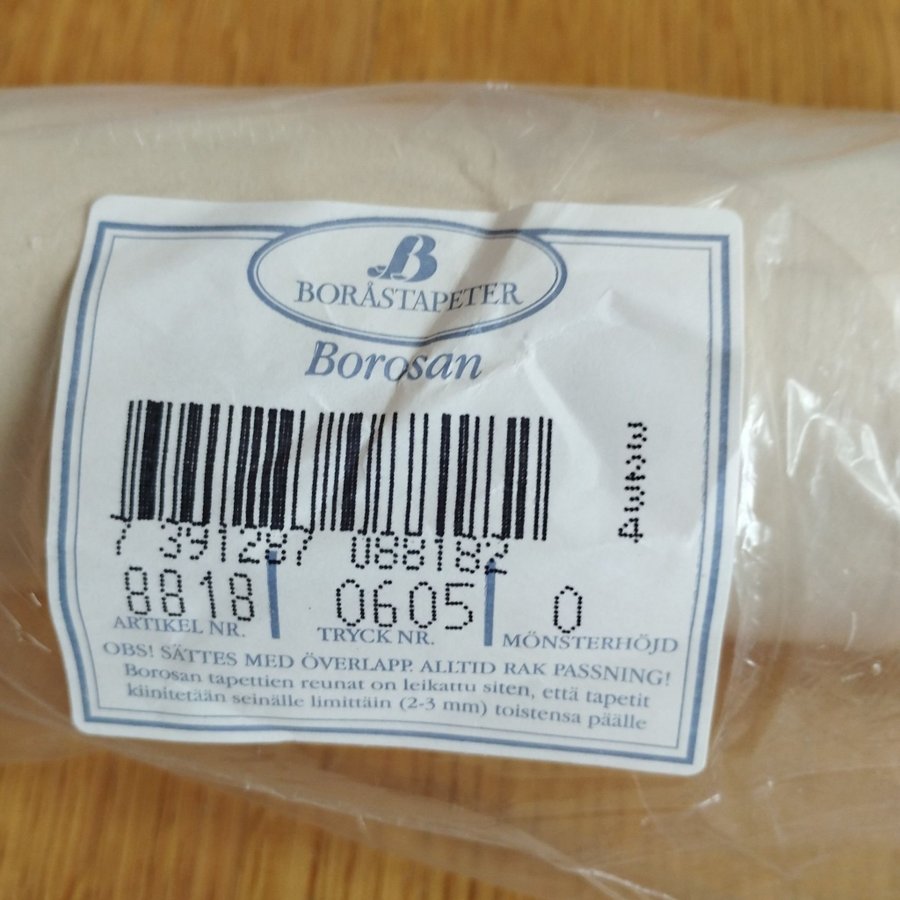 B
BORÅSTAPETER
Borosan
7 391287 088182
8818 0605 0
ARTIKEL NR. TRYCK NR. MÖNSTERHÖJD
OBS! SÄTTES MED ÖVERLAPP. ALLTID RAK PASSNING!
Borosan tapettien reunat on leikattu siten, että tapetit
kiinitetään seinälle limittäin (2-3 mm) toistensa päälle